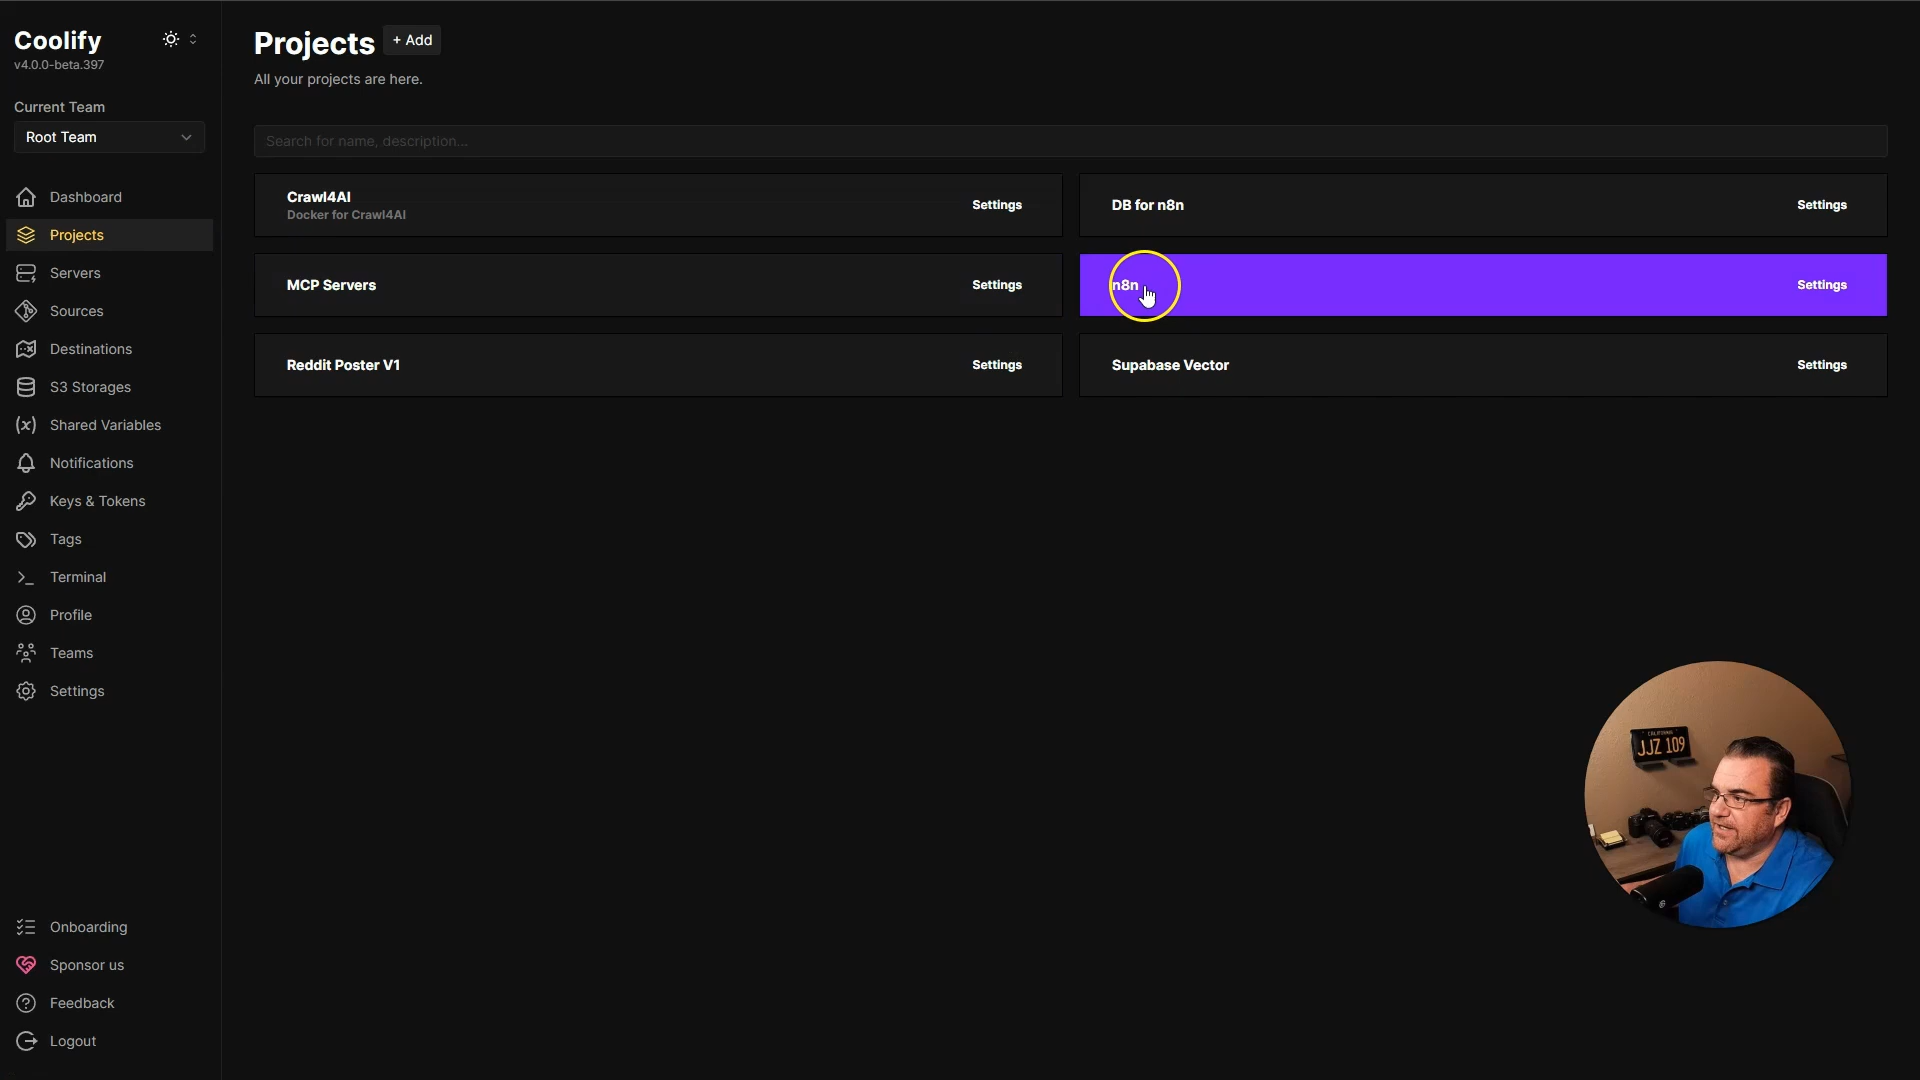 Coolify
v4.0.0-beta.397
Current Team
Root Team
Dashboard
Projects
Servers
Sources
Destinations
S3 Storages
Shared Variables
Notifications
Keys & Tokens
Tags
Terminal
Profile
Teams
Settings
Onboarding
Sponsor us
Feedback
Logout
Projects
+ Add
All your projects are here.
Search for name, description...
Crawl4AI
Docker for Crawl4AI
Settings
DB for n8n
Settings
MCP Servers
Settings
n8n
Settings
Reddit Poster V1
Settings
Supabase Vector
Settings
CALIFORNIA
JJZ 109